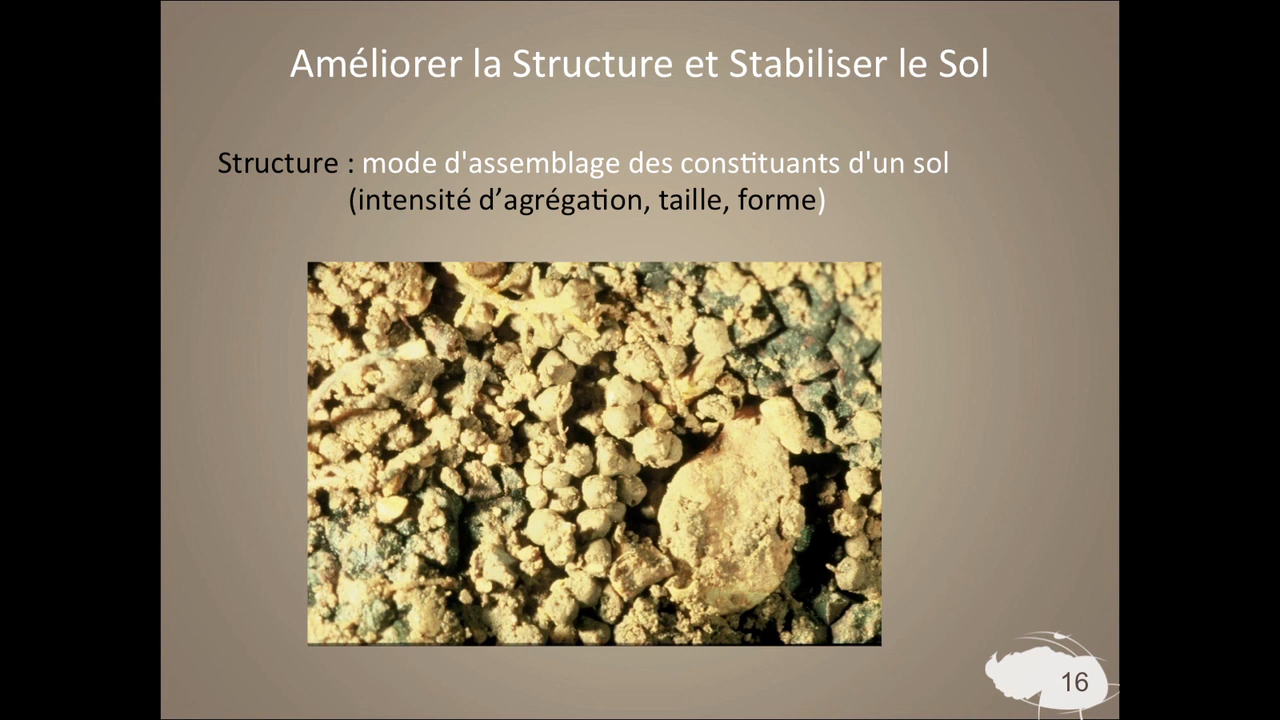 Améliorer la Structure et Stabiliser le Sol
Structure : mode d'assemblage des constituants d'un sol
(intensité d’agrégation, taille, forme)
16